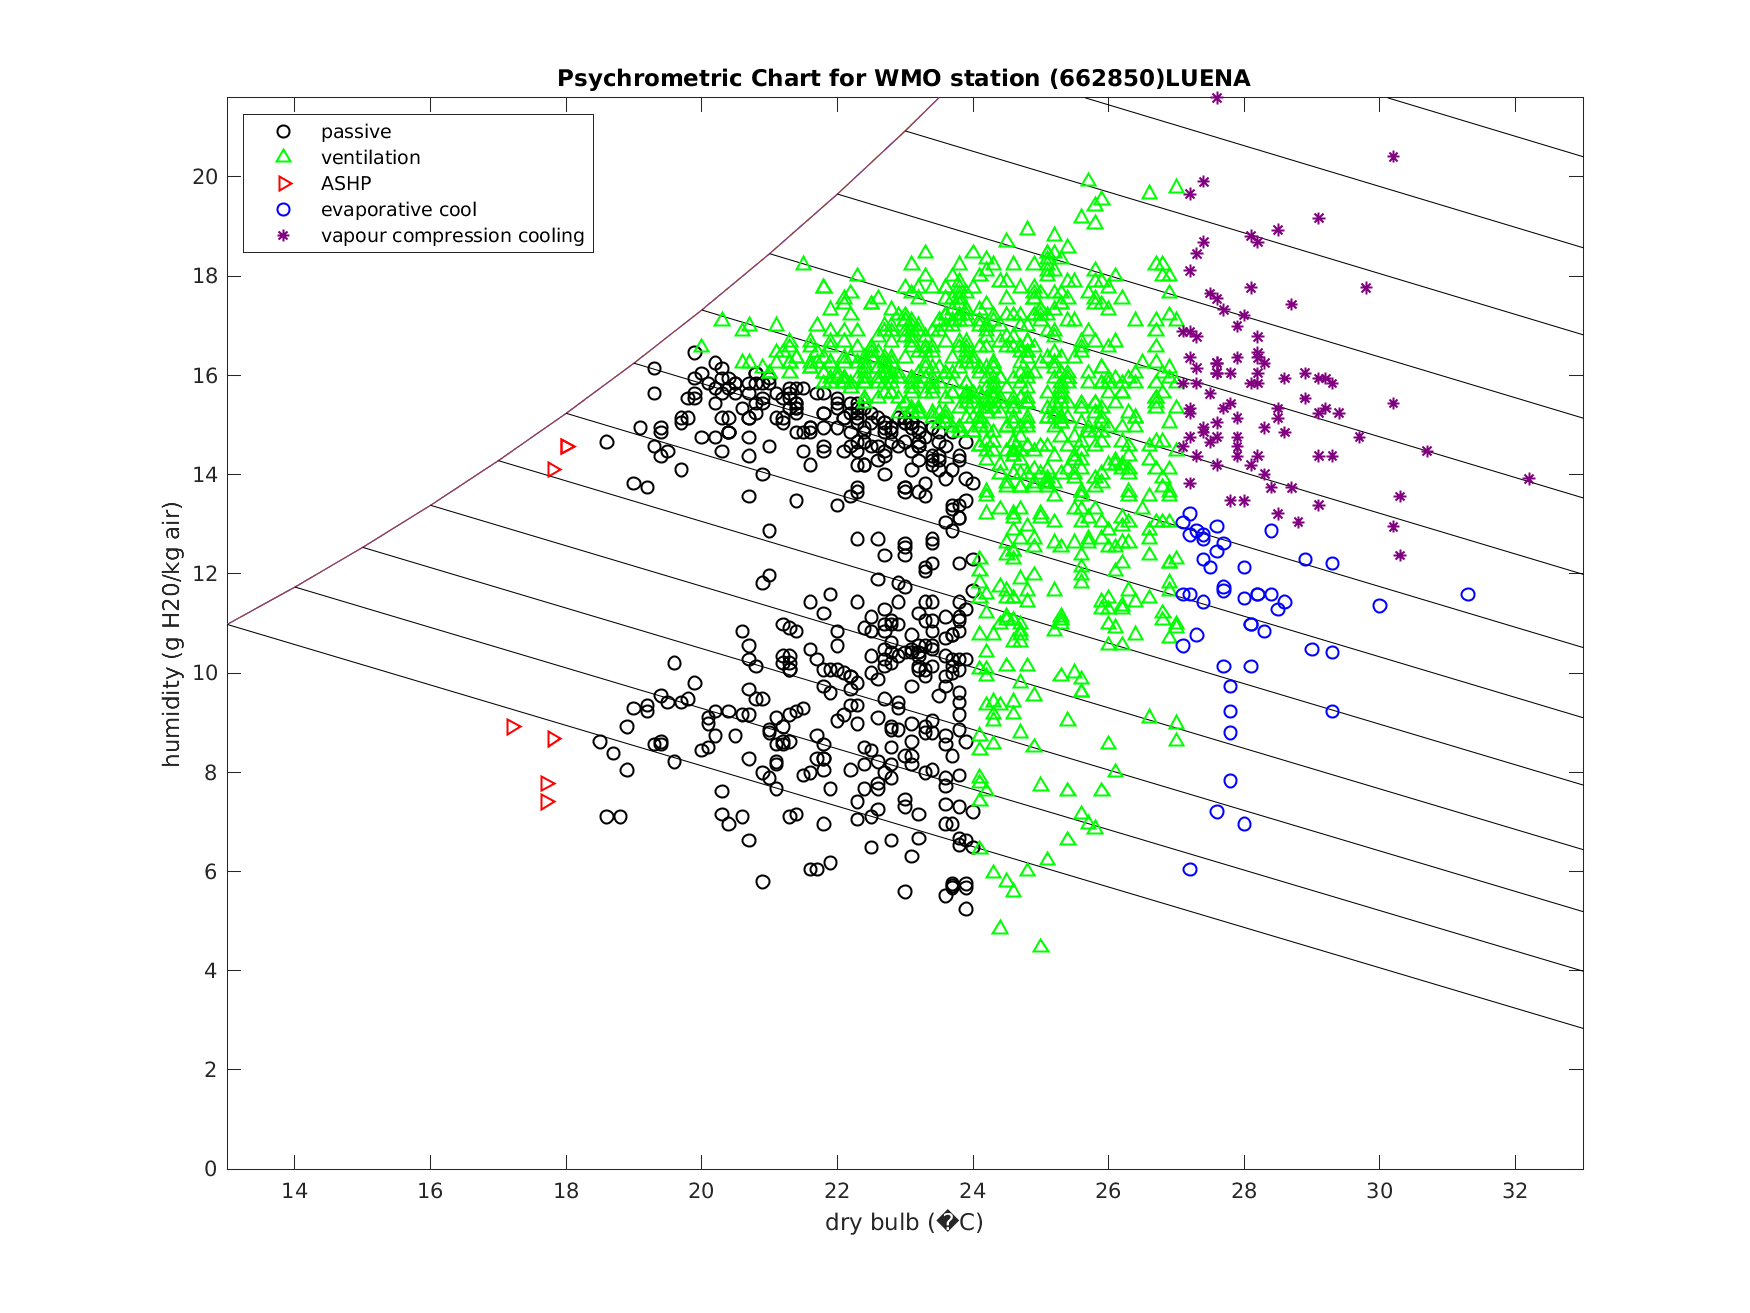 Psychrometric Chart for WMO station (662850)LUENA
passive
ventilation
ASHP
evaporative cool
vapour compression cooling
humidity (g H20/kg air)
20
18
16
14
12
10
8
6
4
2
0
14
16
18
20
22
24
26
28
30
32
dry bulb (�C)